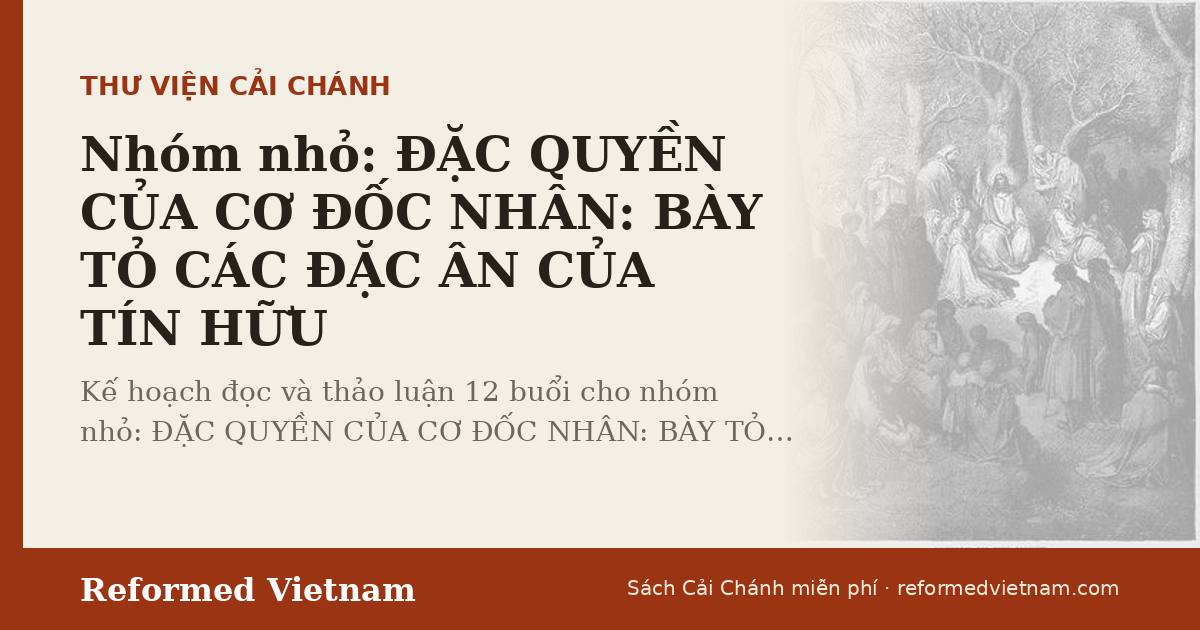 THƯ VIỆN CẢI CHÁNH
Nhóm nhỏ: ĐẶC QUYỀN
CỦA CƠ ĐỐC NHÂN: BÀY
TỎ CÁC ĐẶC ÂN CỦA
TÍN HỮU
Kế hoạch đọc và thảo luận 12 buổi cho nhóm
nhỏ: ĐẶC QUYỀN CỦA CƠ ĐỐC NHÂN: BÀY TỎ...
Reformed Vietnam
Sách Cải Chánh miễn phí · reformedvietnam.com